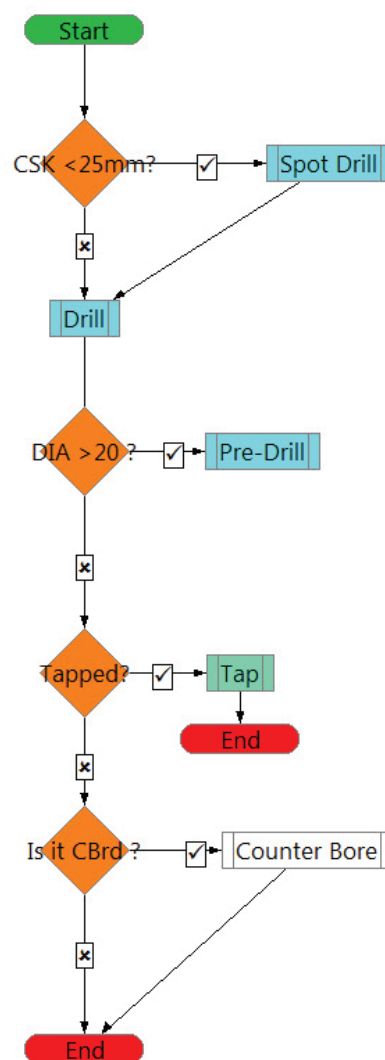 Start
CSK <25mm?
Spot Drill
Drill
DIA >20 ?
Pre-Drill
Tapped?
Tap
End
Is it CBrd ?
Counter Bore
End